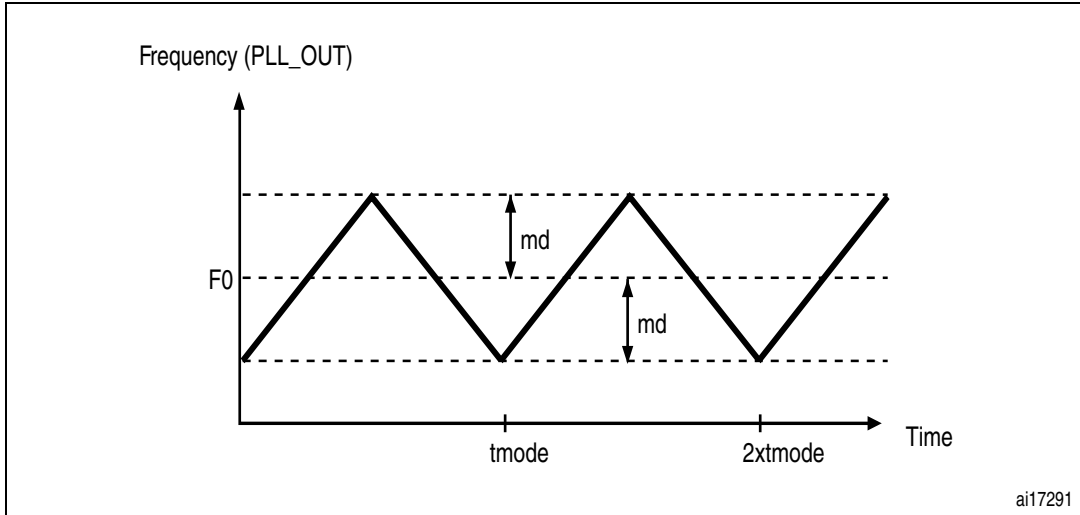 Frequency (PLL_OUT)
md
F0
md
tmode
2xtmode
Time
ai17291